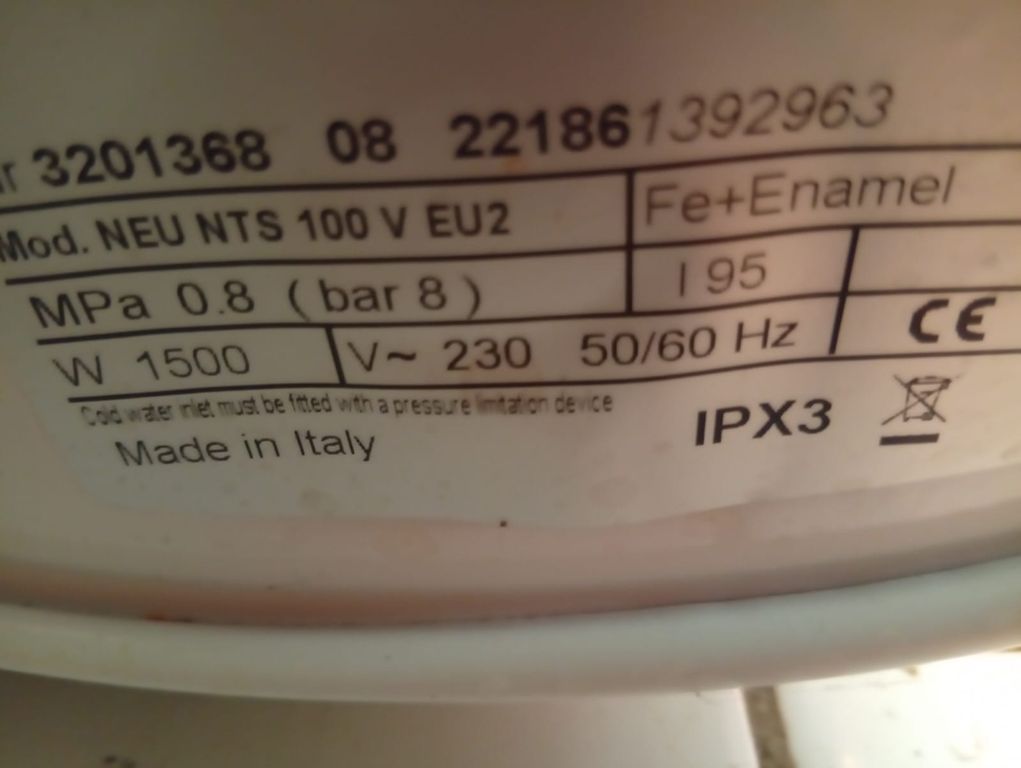 3201368 08 221861392963
Mod. NEU NTS 100 V EU2 Fe+Enamel
MPa 0.8 (bar 8) l 95
W 1500 V~ 230 50/60 Hz CE
Cold water inlet must be fitted with a pressure limitation device
Made in Italy IPX3